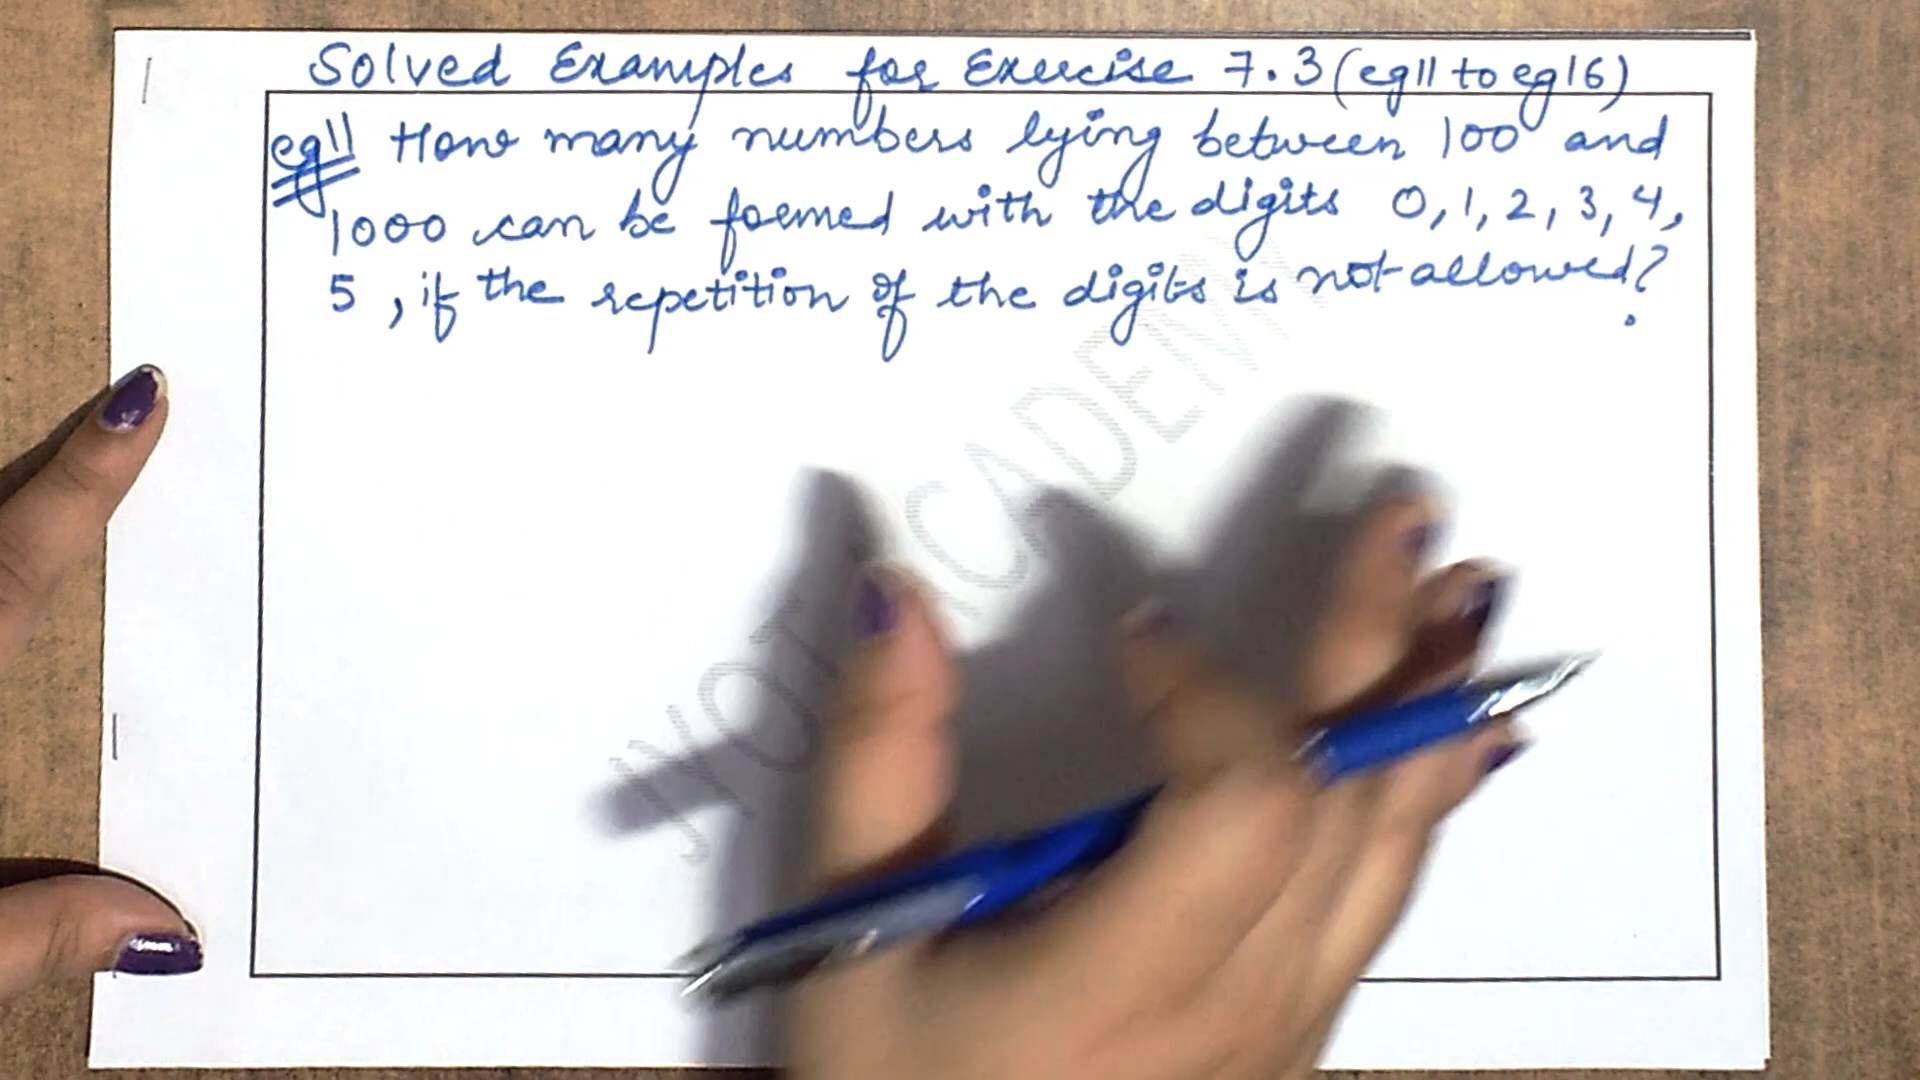 Solved Examples for Exercise 7.3 (eg11 to eg16)
eg11 How many numbers lying between 100 and
1000 can be formed with the digits 0, 1, 2, 3, 4,
5, if the repetition of the digits is not allowed?
JYOTI ACADEMY